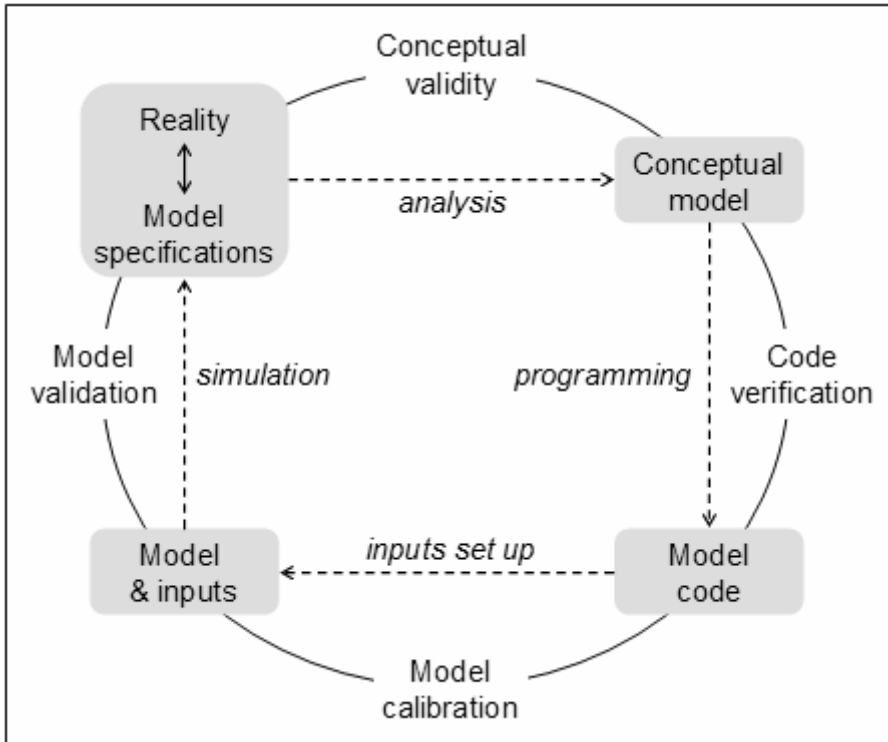 Conceptual
validity
Reality
Model
specifications
analysis
Conceptual
model
Model
validation
simulation
programming
Code
verification
Model
& inputs
inputs set up
Model
code
Model
calibration